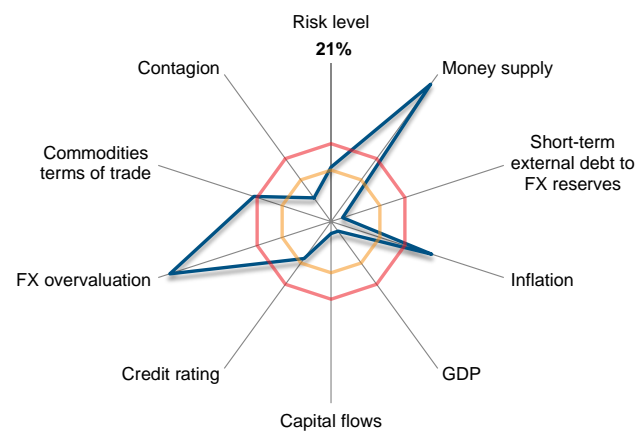 Risk level
21%
Contagion
Money supply
Commodities
terms of trade
Short-term
external debt to
FX reserves
FX overvaluation
Inflation
Credit rating
GDP
Capital flows